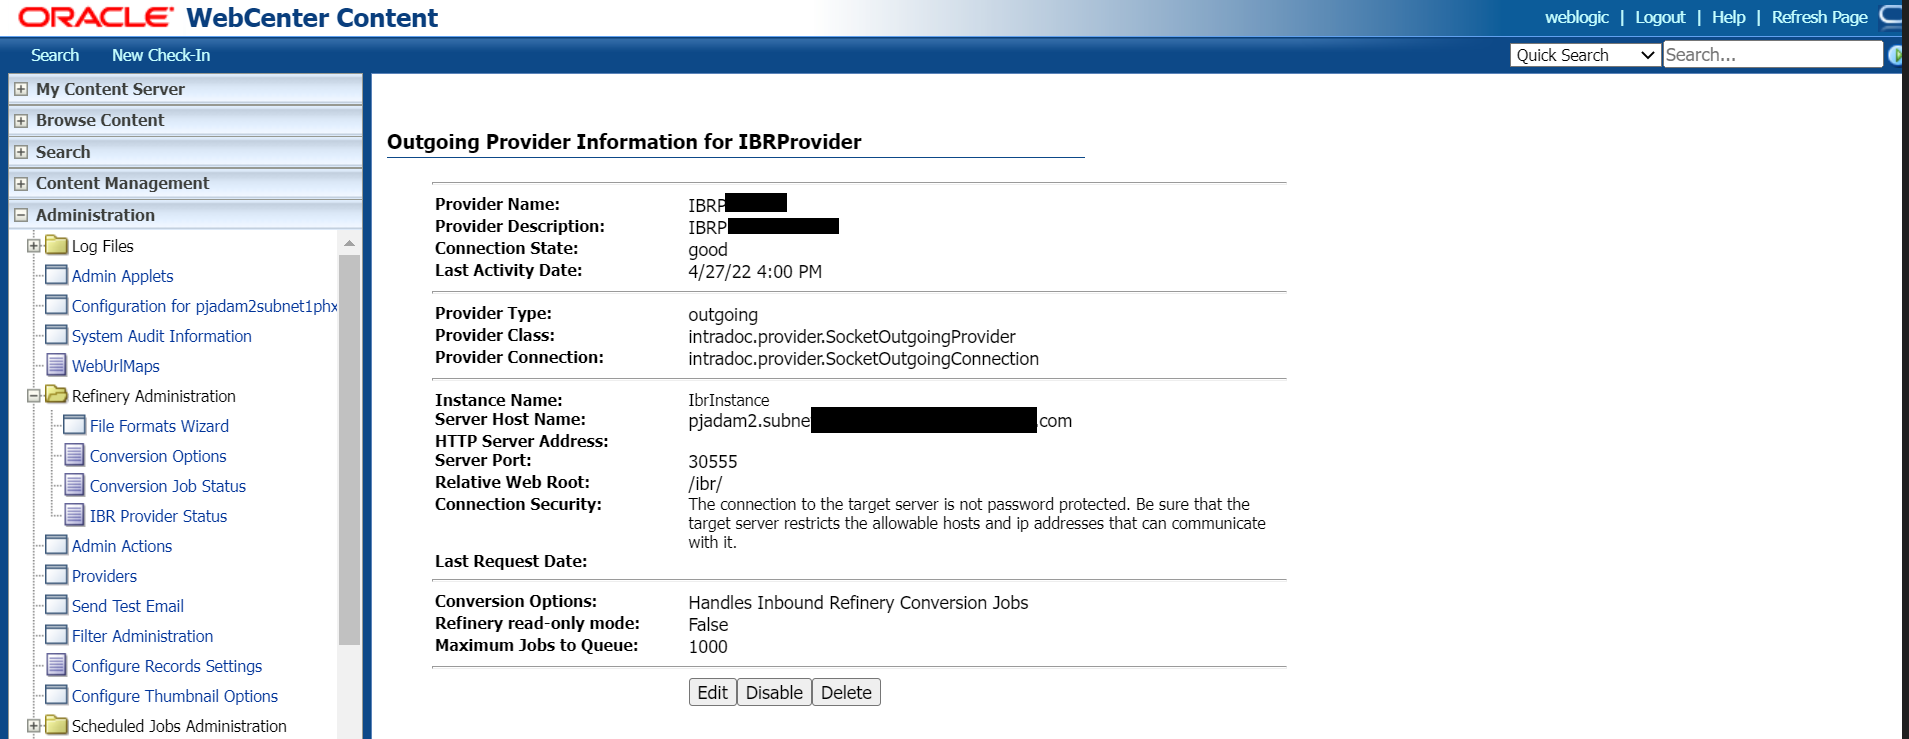 ORACLE WebCenter Content
weblogic | Logout | Help | Refresh Page
Search New Check-In
Quick Search Search...
My Content Server
Browse Content
Search
Content Management
Administration
Log Files
Admin Applets
Configuration for pjadam2subnet1phx
System Audit Information
WebUrlMaps
Refinery Administration
File Formats Wizard
Conversion Options
Conversion Job Status
IBR Provider Status
Admin Actions
Providers
Send Test Email
Filter Administration
Configure Records Settings
Configure Thumbnail Options
Scheduled Jobs Administration
Outgoing Provider Information for IBRProvider
Provider Name: IBRP
Provider Description: IBRP
Connection State: good
Last Activity Date: 4/27/22 4:00 PM
Provider Type: outgoing
Provider Class: intradoc.provider.SocketOutgoingProvider
Provider Connection: intradoc.provider.SocketOutgoingConnection
Instance Name: IbrInstance
Server Host Name: pjadam2.subne .com
HTTP Server Address:
Server Port: 30555
Relative Web Root: /ibr/
Connection Security: The connection to the target server is not password protected. Be sure that the
target server restricts the allowable hosts and ip addresses that can communicate
with it.
Last Request Date:
Conversion Options: Handles Inbound Refinery Conversion Jobs
Refinery read-only mode: False
Maximum Jobs to Queue: 1000
Edit Disable Delete